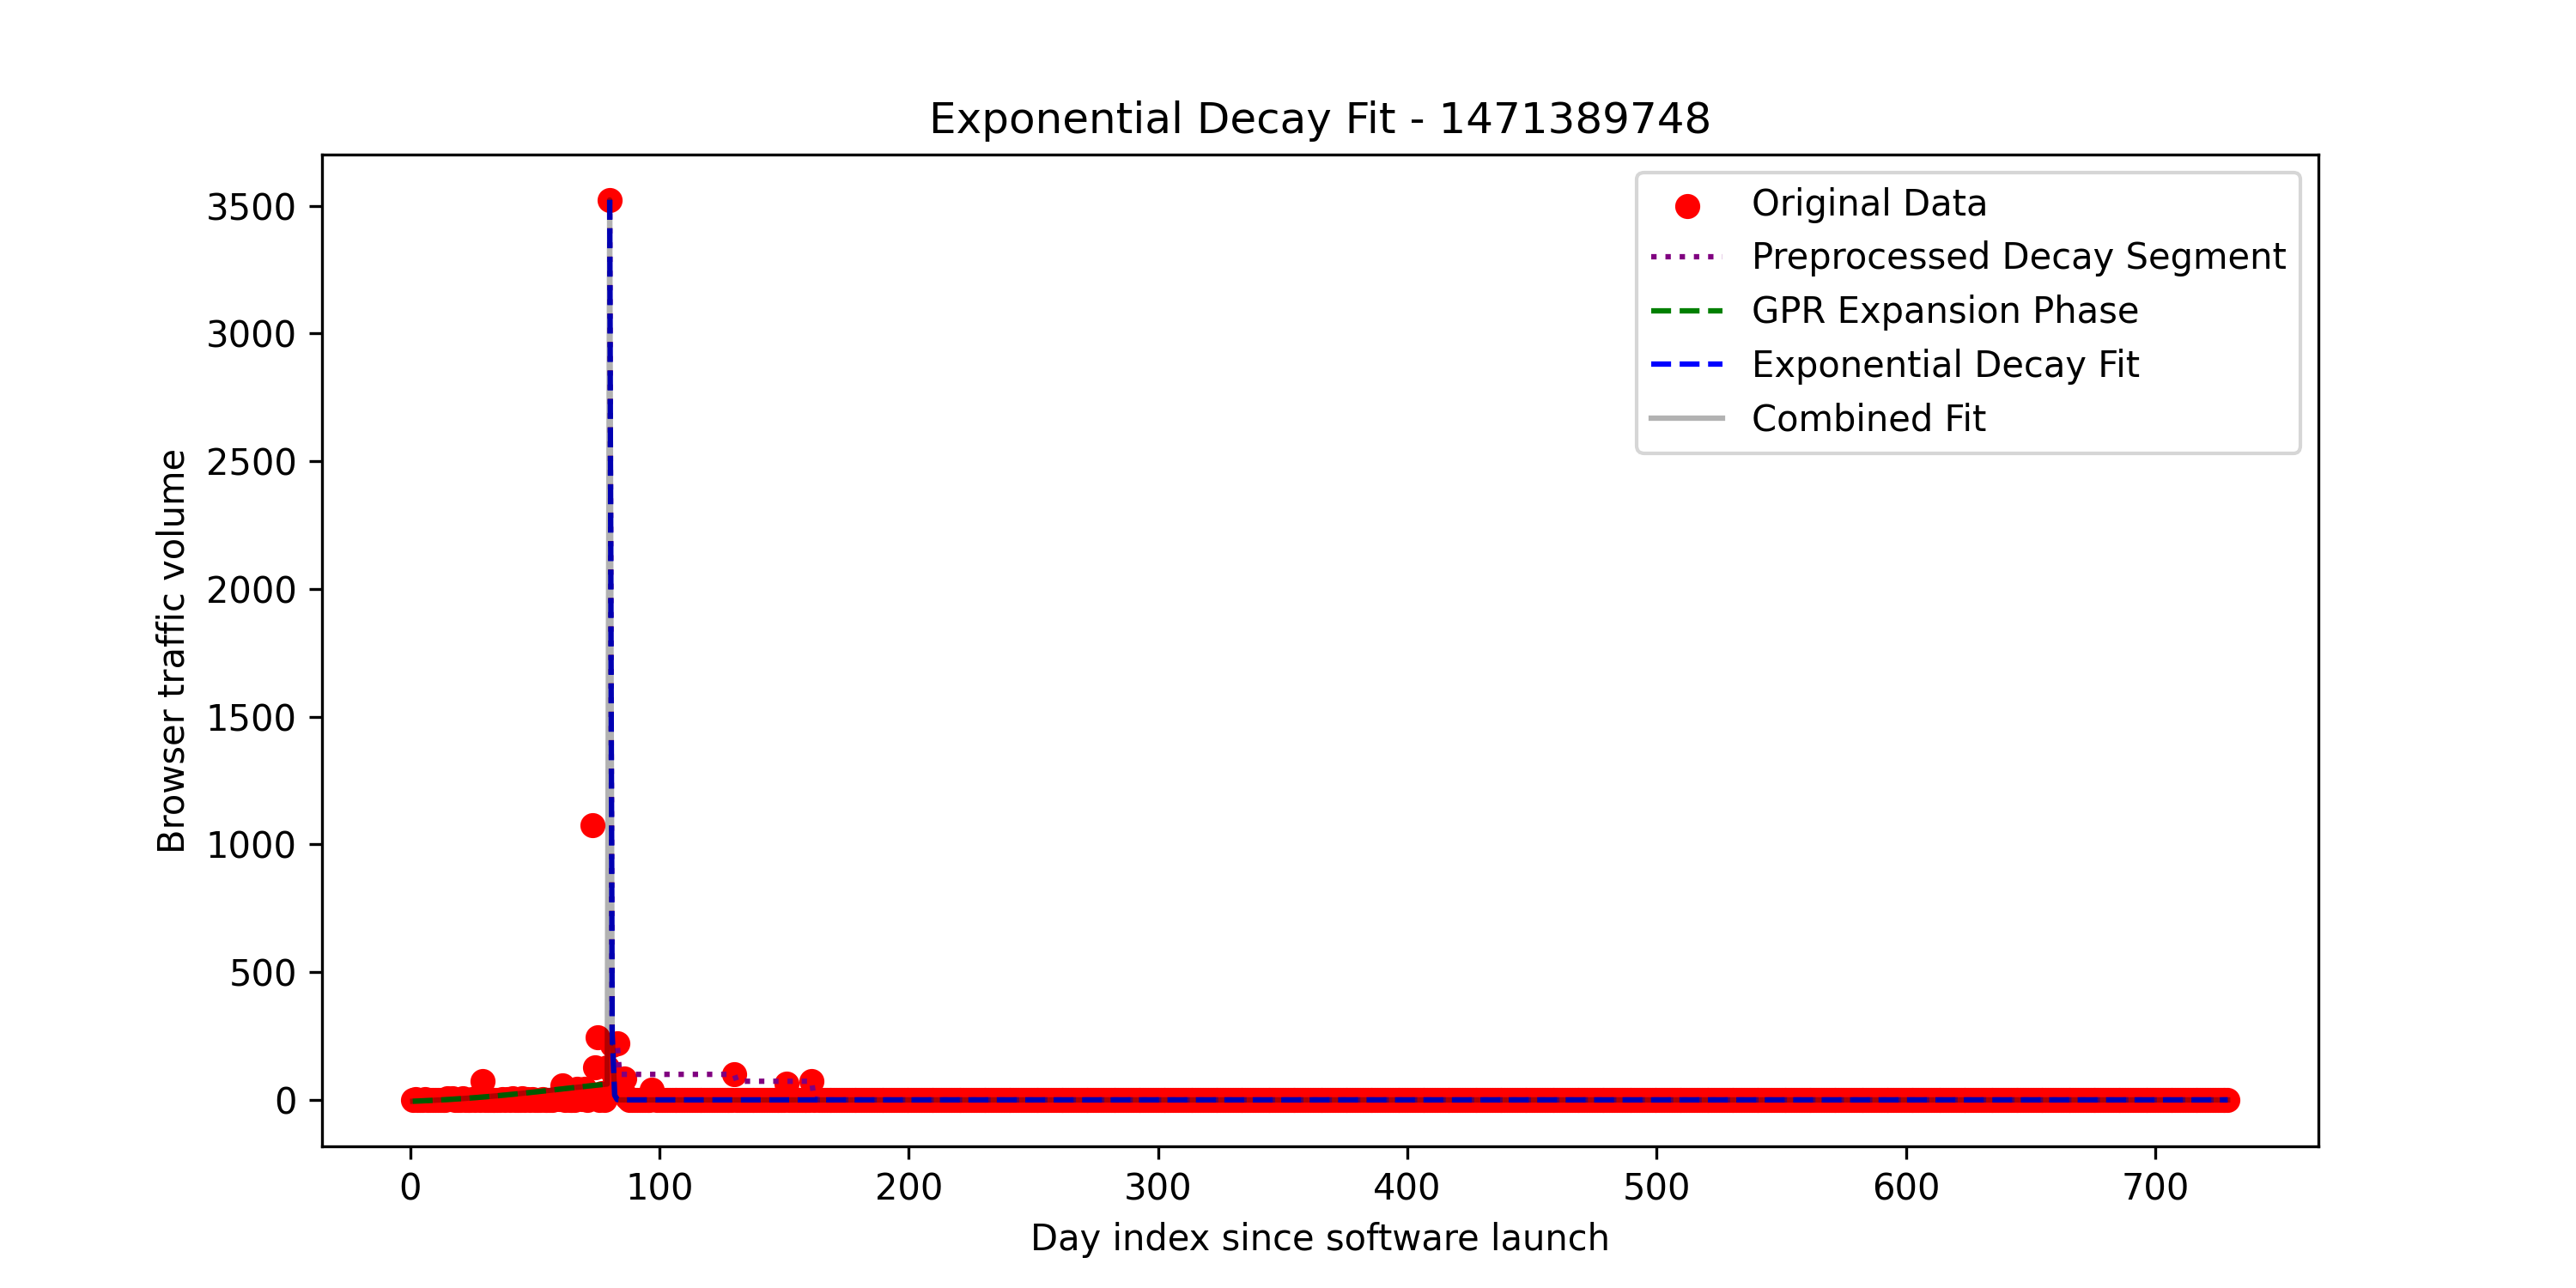 Exponential Decay Fit - 1471389748
Original Data
Preprocessed Decay Segment
GPR Expansion Phase
Exponential Decay Fit
Combined Fit
Browser traffic volume
3500
3000
2500
2000
1500
1000
500
0
0 100 200 300 400 500 600 700
Day index since software launch